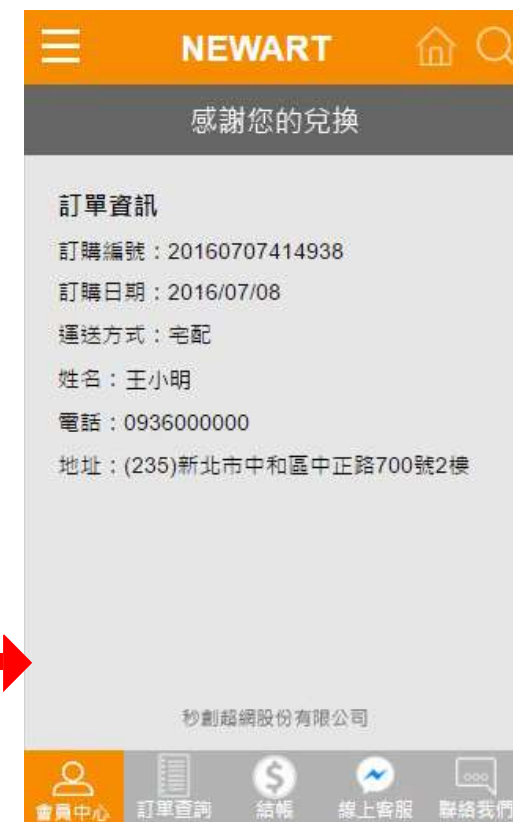 NEWART
感謝您的兌換
訂單資訊
訂購編號：20160707414938
訂購日期：2016/07/08
運送方式：宅配
姓名：王小明
電話：0936000000
地址：(235)新北市中和區中正路700號2樓
秒創超網股份有限公司
會員中心 訂單查詢 結帳 線上客服 聯絡我們